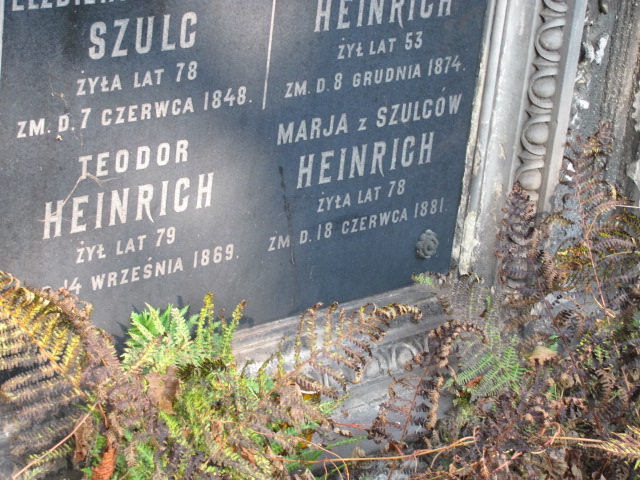 SZULC
ŻYŁA LAT 78
ZM. D. 7 CZERWCA 1848.
TEODOR
HEINRICH
ŻYŁ LAT 79
14 WRZEŚNIA 1869.
HEINRICH
ŻYŁ LAT 53
ZM. D. 8 GRUDNIA 1874.
MARJA z SZULCÓW
HEINRICH
ŻYŁA LAT 78
ZM D. 18 CZERWCA 1881.